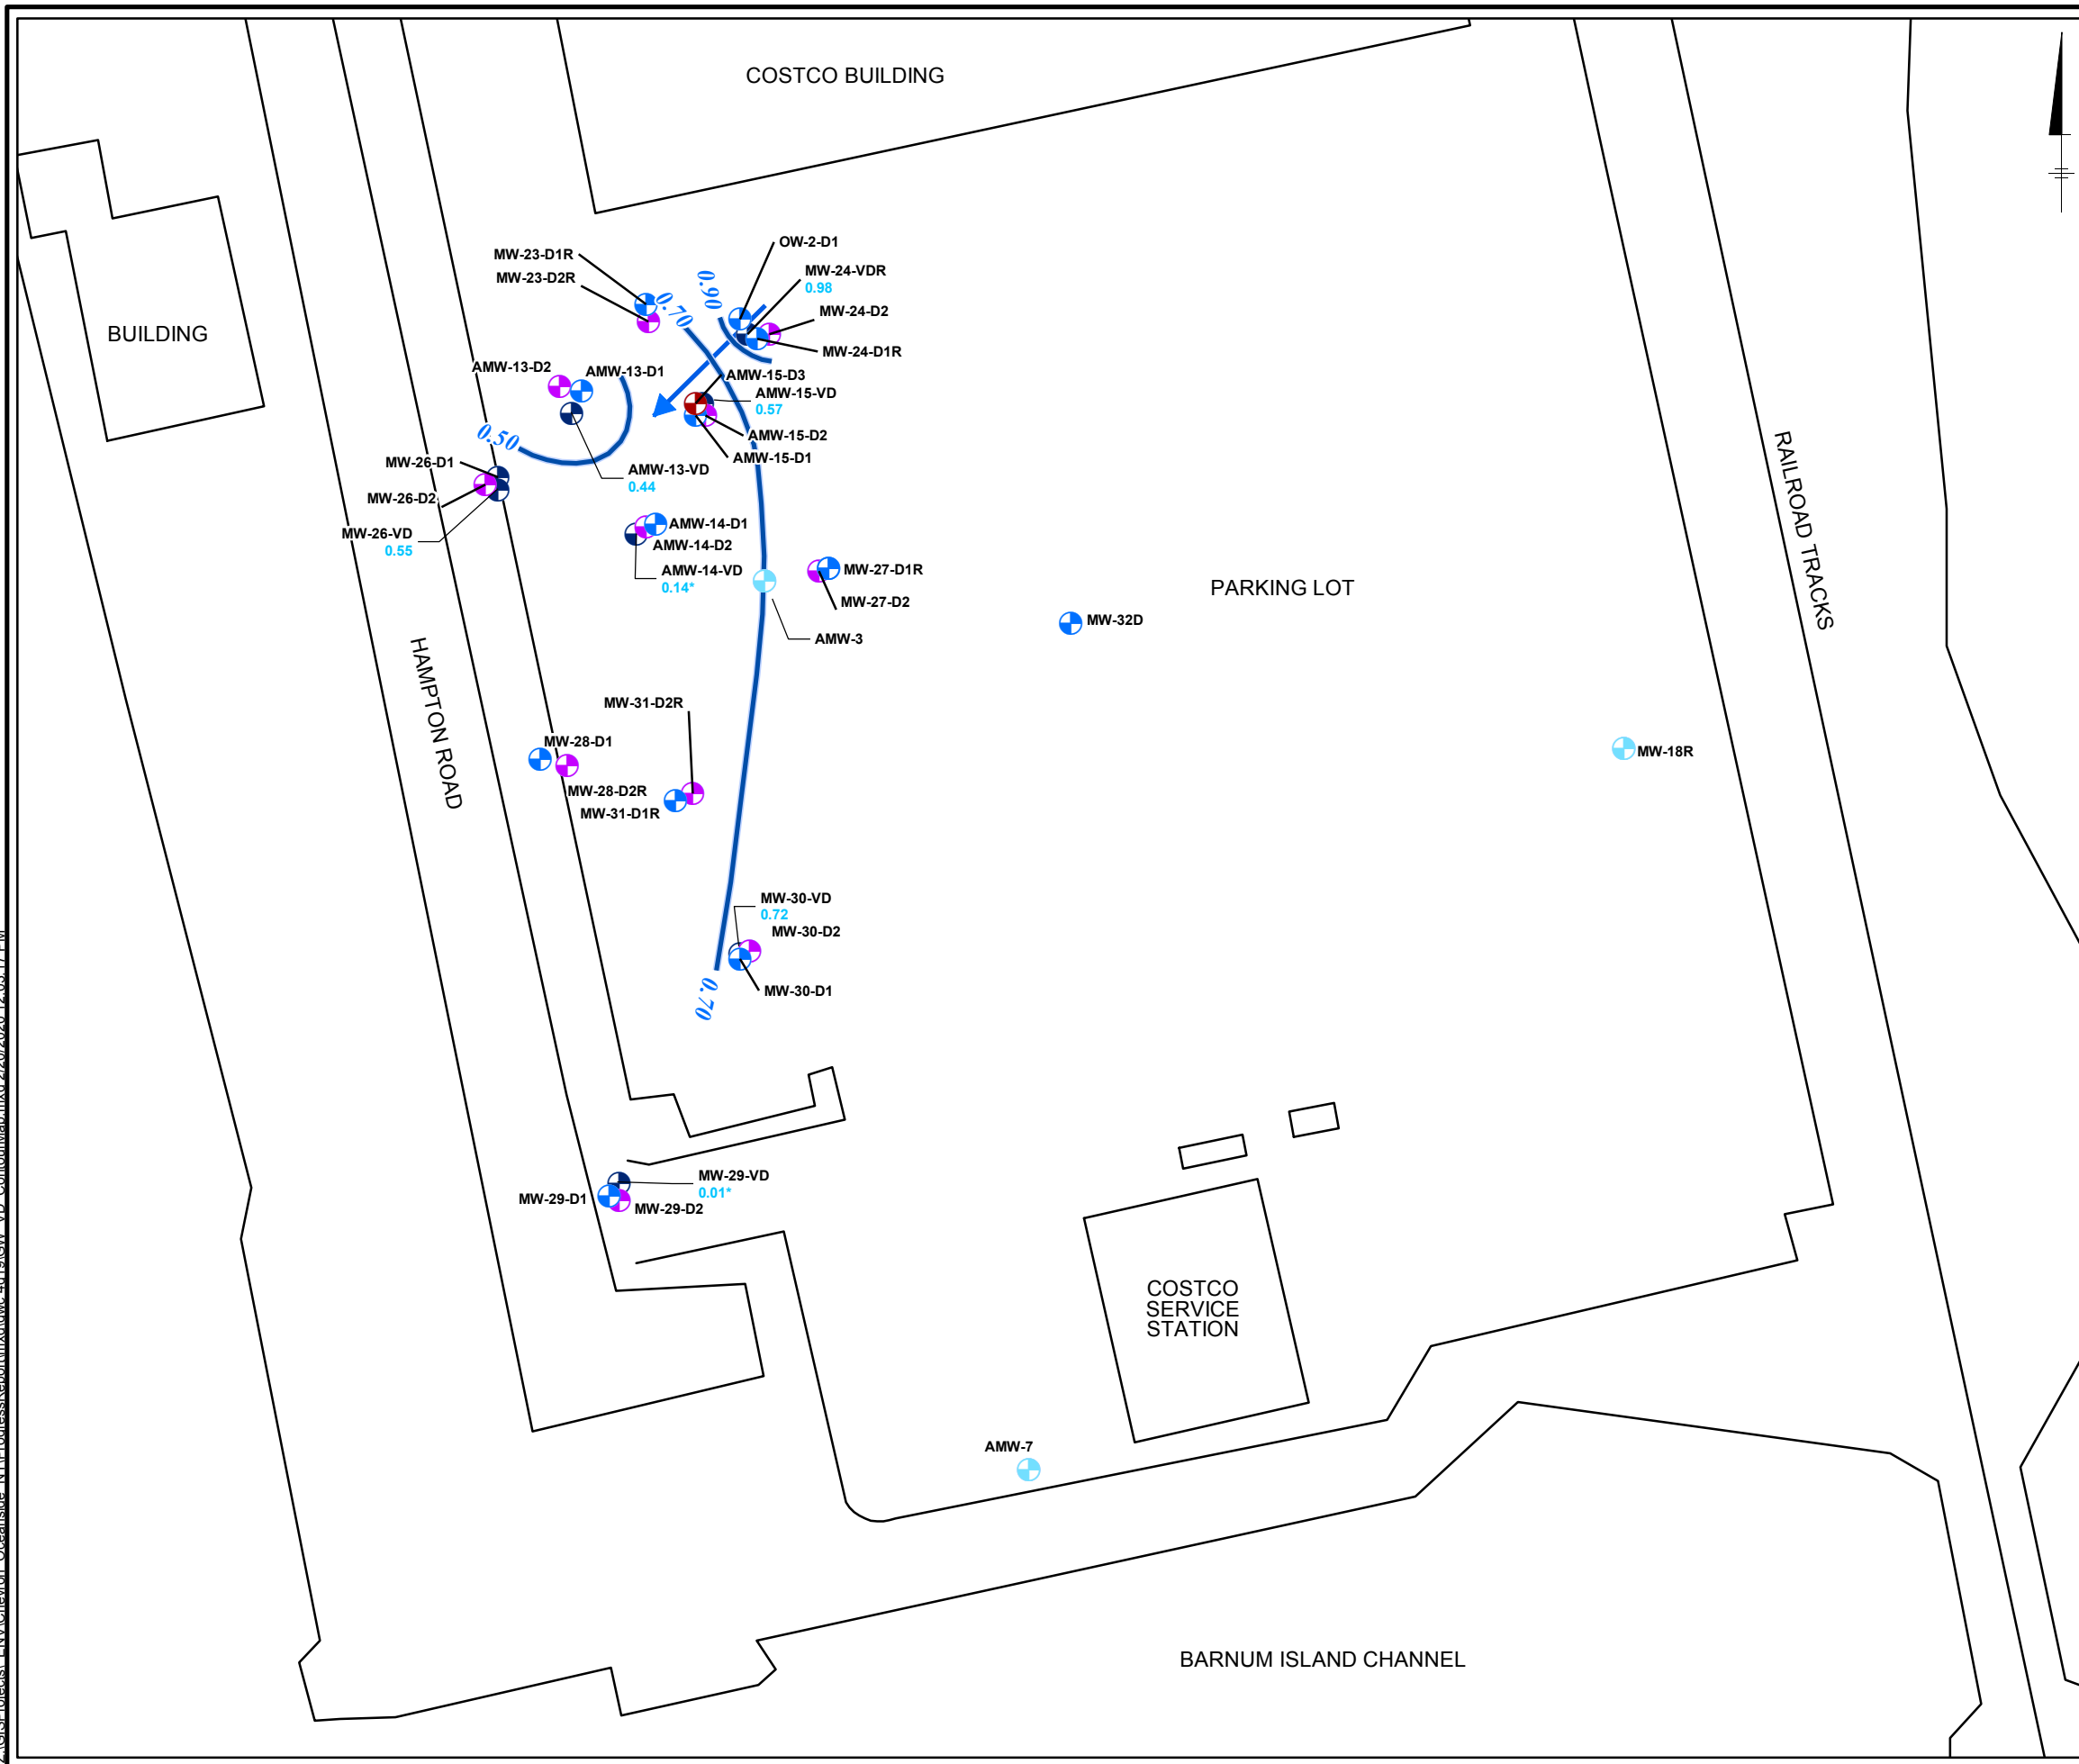 COSTCO BUILDING
BUILDING
OW-2-D1
MW-23-D1R
MW-23-D2R
MW-24-VDR
0.98
MW-24-D2
MW-24-D1R
0.90
0.70
AMW-13-D2
AMW-13-D1
AMW-15-D3
AMW-15-VD
0.57
AMW-15-D2
AMW-15-D1
0.50
MW-26-D1
MW-26-D2
MW-26-VD
0.55
AMW-13-VD
0.44
AMW-14-D1
AMW-14-D2
AMW-14-VD
0.14*
MW-27-D1R
MW-27-D2
AMW-3
PARKING LOT
MW-32D
RAILROAD TRACKS
HAMPTON ROAD
MW-31-D2R
MW-28-D1
MW-28-D2R
MW-31-D1R
MW-18R
MW-30-VD
0.72
MW-30-D2
MW-30-D1
0.70
MW-29-VD
0.01*
MW-29-D1
MW-29-D2
COSTCO
SERVICE
STATION
AMW-7
BARNUM ISLAND CHANNEL